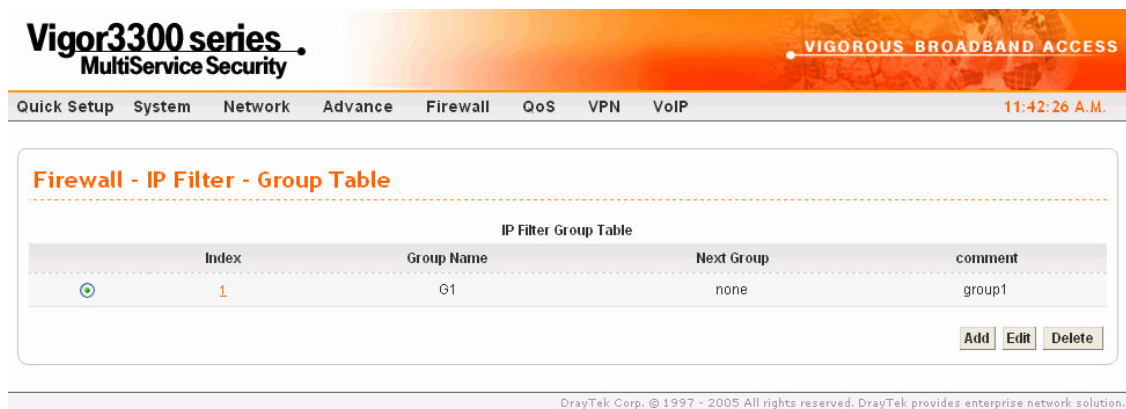 Vigor3300 series
MultiService Security
VIGOROUS BROADBAND ACCESS
Quick Setup System Network Advance Firewall QoS VPN VoIP 11:42:26 A.M.
Firewall - IP Filter - Group Table
IP Filter Group Table
Index Group Name Next Group comment
1 G1 none group1
Add Edit Delete
DrayTek Corp. © 1997 - 2005 All rights reserved. DrayTek provides enterprise network solution.